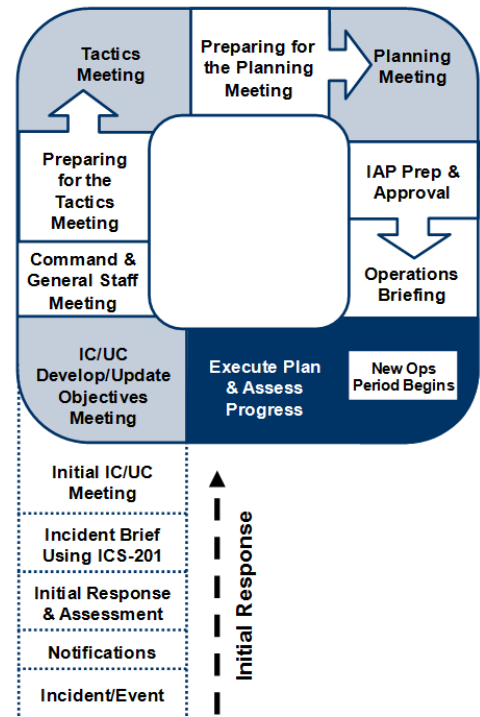 Tactics
Meeting
Preparing for
the Planning
Meeting
Planning
Meeting
Preparing
for the
Tactics
Meeting
IAP Prep &
Approval
Command &
General Staff
Meeting
Operations
Briefing
IC/UC
Develop/Update
Objectives
Meeting
Execute Plan
& Assess
Progress
New Ops
Period Begins
Initial IC/UC
Meeting
Incident Brief
Using ICS-201
Initial Response
& Assessment
Notifications
Incident/Event
Initial Response